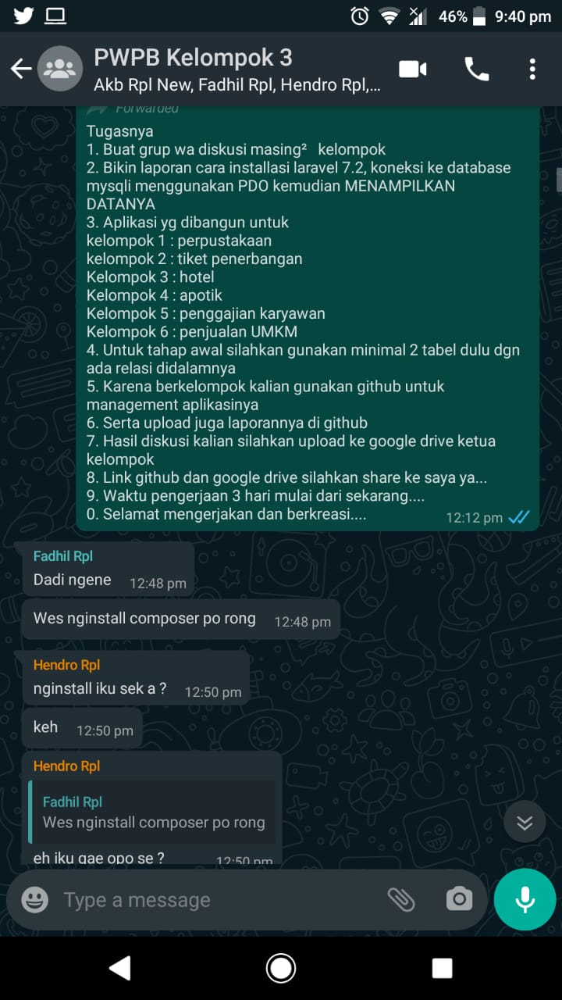 46% 9:40 pm
PWPB Kelompok 3
Akb Rpl New, Fadhil Rpl, Hendro Rpl,...
Forwarded
Tugasnya
1. Buat grup wa diskusi masing² kelompok
2. Bikin laporan cara installasi laravel 7.2, koneksi ke database
mysqli menggunakan PDO kemudian MENAMPILKAN
DATANYA
3. Aplikasi yg dibangun untuk
kelompok 1 : perpustakaan
kelompok 2 : tiket penerbangan
Kelompok 3 : hotel
Kelompok 4 : apotik
Kelompok 5 : penggajian karyawan
Kelompok 6 : penjualan UMKM
4. Untuk tahap awal silahkan gunakan minimal 2 tabel dulu dgn
ada relasi didalamnya
5. Karena berkelompok kalian gunakan github untuk
management aplikasinya
6. Serta upload juga laporannya di github
7. Hasil diskusi kalian silahkan upload ke google drive ketua
kelompok
8. Link github dan google drive silahkan share ke saya ya...
9. Waktu pengerjaan 3 hari mulai dari sekarang....
0. Selamat mengerjakan dan berkreasi....
12:12 pm
Fadhil Rpl
Dadi ngene 12:48 pm
Wes nginstall composer po rong 12:48 pm
Hendro Rpl
nginstall iku sek a ? 12:50 pm
keh 12:50 pm
Hendro Rpl
Fadhil Rpl
Wes nginstall composer po rong
eh iku gae opo se ? 12:50 pm
Type a message